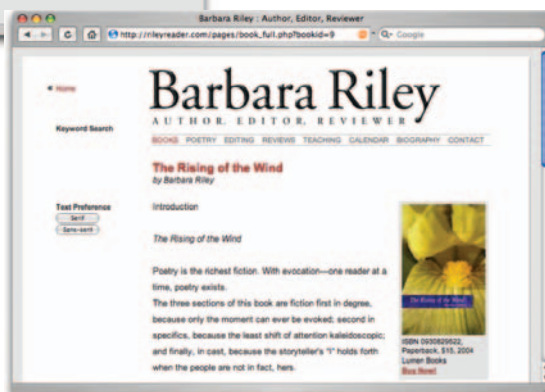 Barbara Riley : Author, Editor, Reviewer
http://rileyreader.com/pages/book_full.php?bookid=9
Google
Home
Barbara Riley
AUTHOR, EDITOR, REVIEWER
Keyword Search
BOOKS POETRY EDITING REVIEWS TEACHING CALENDAR BIOGRAPHY CONTACT
The Rising of the Wind
by Barbara Riley
Text Preference
Serif
Sans-serif
Introduction
The Rising of the Wind
Poetry is the richest fiction. With evocation—one reader at a
time, poetry exists.
The three sections of this book are fiction first in degree,
because only the moment can ever be evoked; second in
specifics, because the least shift of attention kaleidoscopic;
and finally, in cast, because the storyteller's "I" holds forth
when the people are not in fact, hers.
The Rising of the Wind
ISBN 0930829522,
Paperback, $15, 2004
Lumen Books
Buy Now!